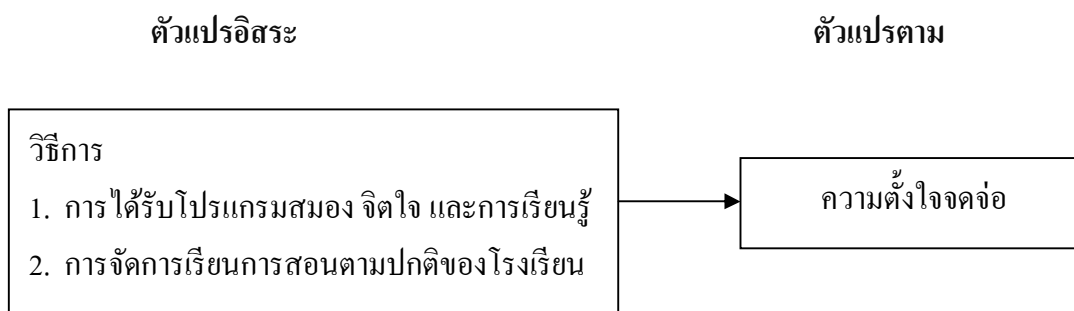 ตัวแปรอิสระ
ตัวแปรตาม
วิธีการ
1. การได้รับโปรแกรมสมอง จิตใจ และการเรียนรู้
2. การจัดการเรียนการสอนตามปกติของโรงเรียน
ความตั้งใจจดจ่อ